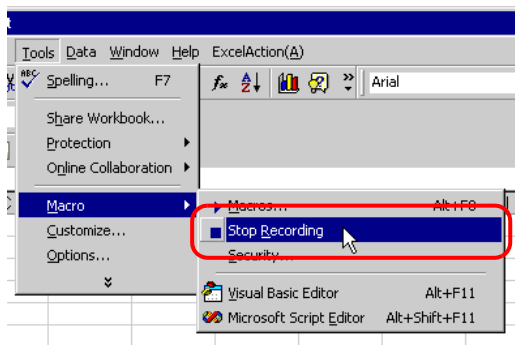 t
Tools Data Window Help ExcelAction(A)
ABC Spelling... F7
Arial
Share Workbook...
Protection
Online Collaboration
Macro
Macros... Alt+F8
Customize...
Stop Recording
Options...
Security...
Visual Basic Editor Alt+F11
Microsoft Script Editor Alt+Shift+F11